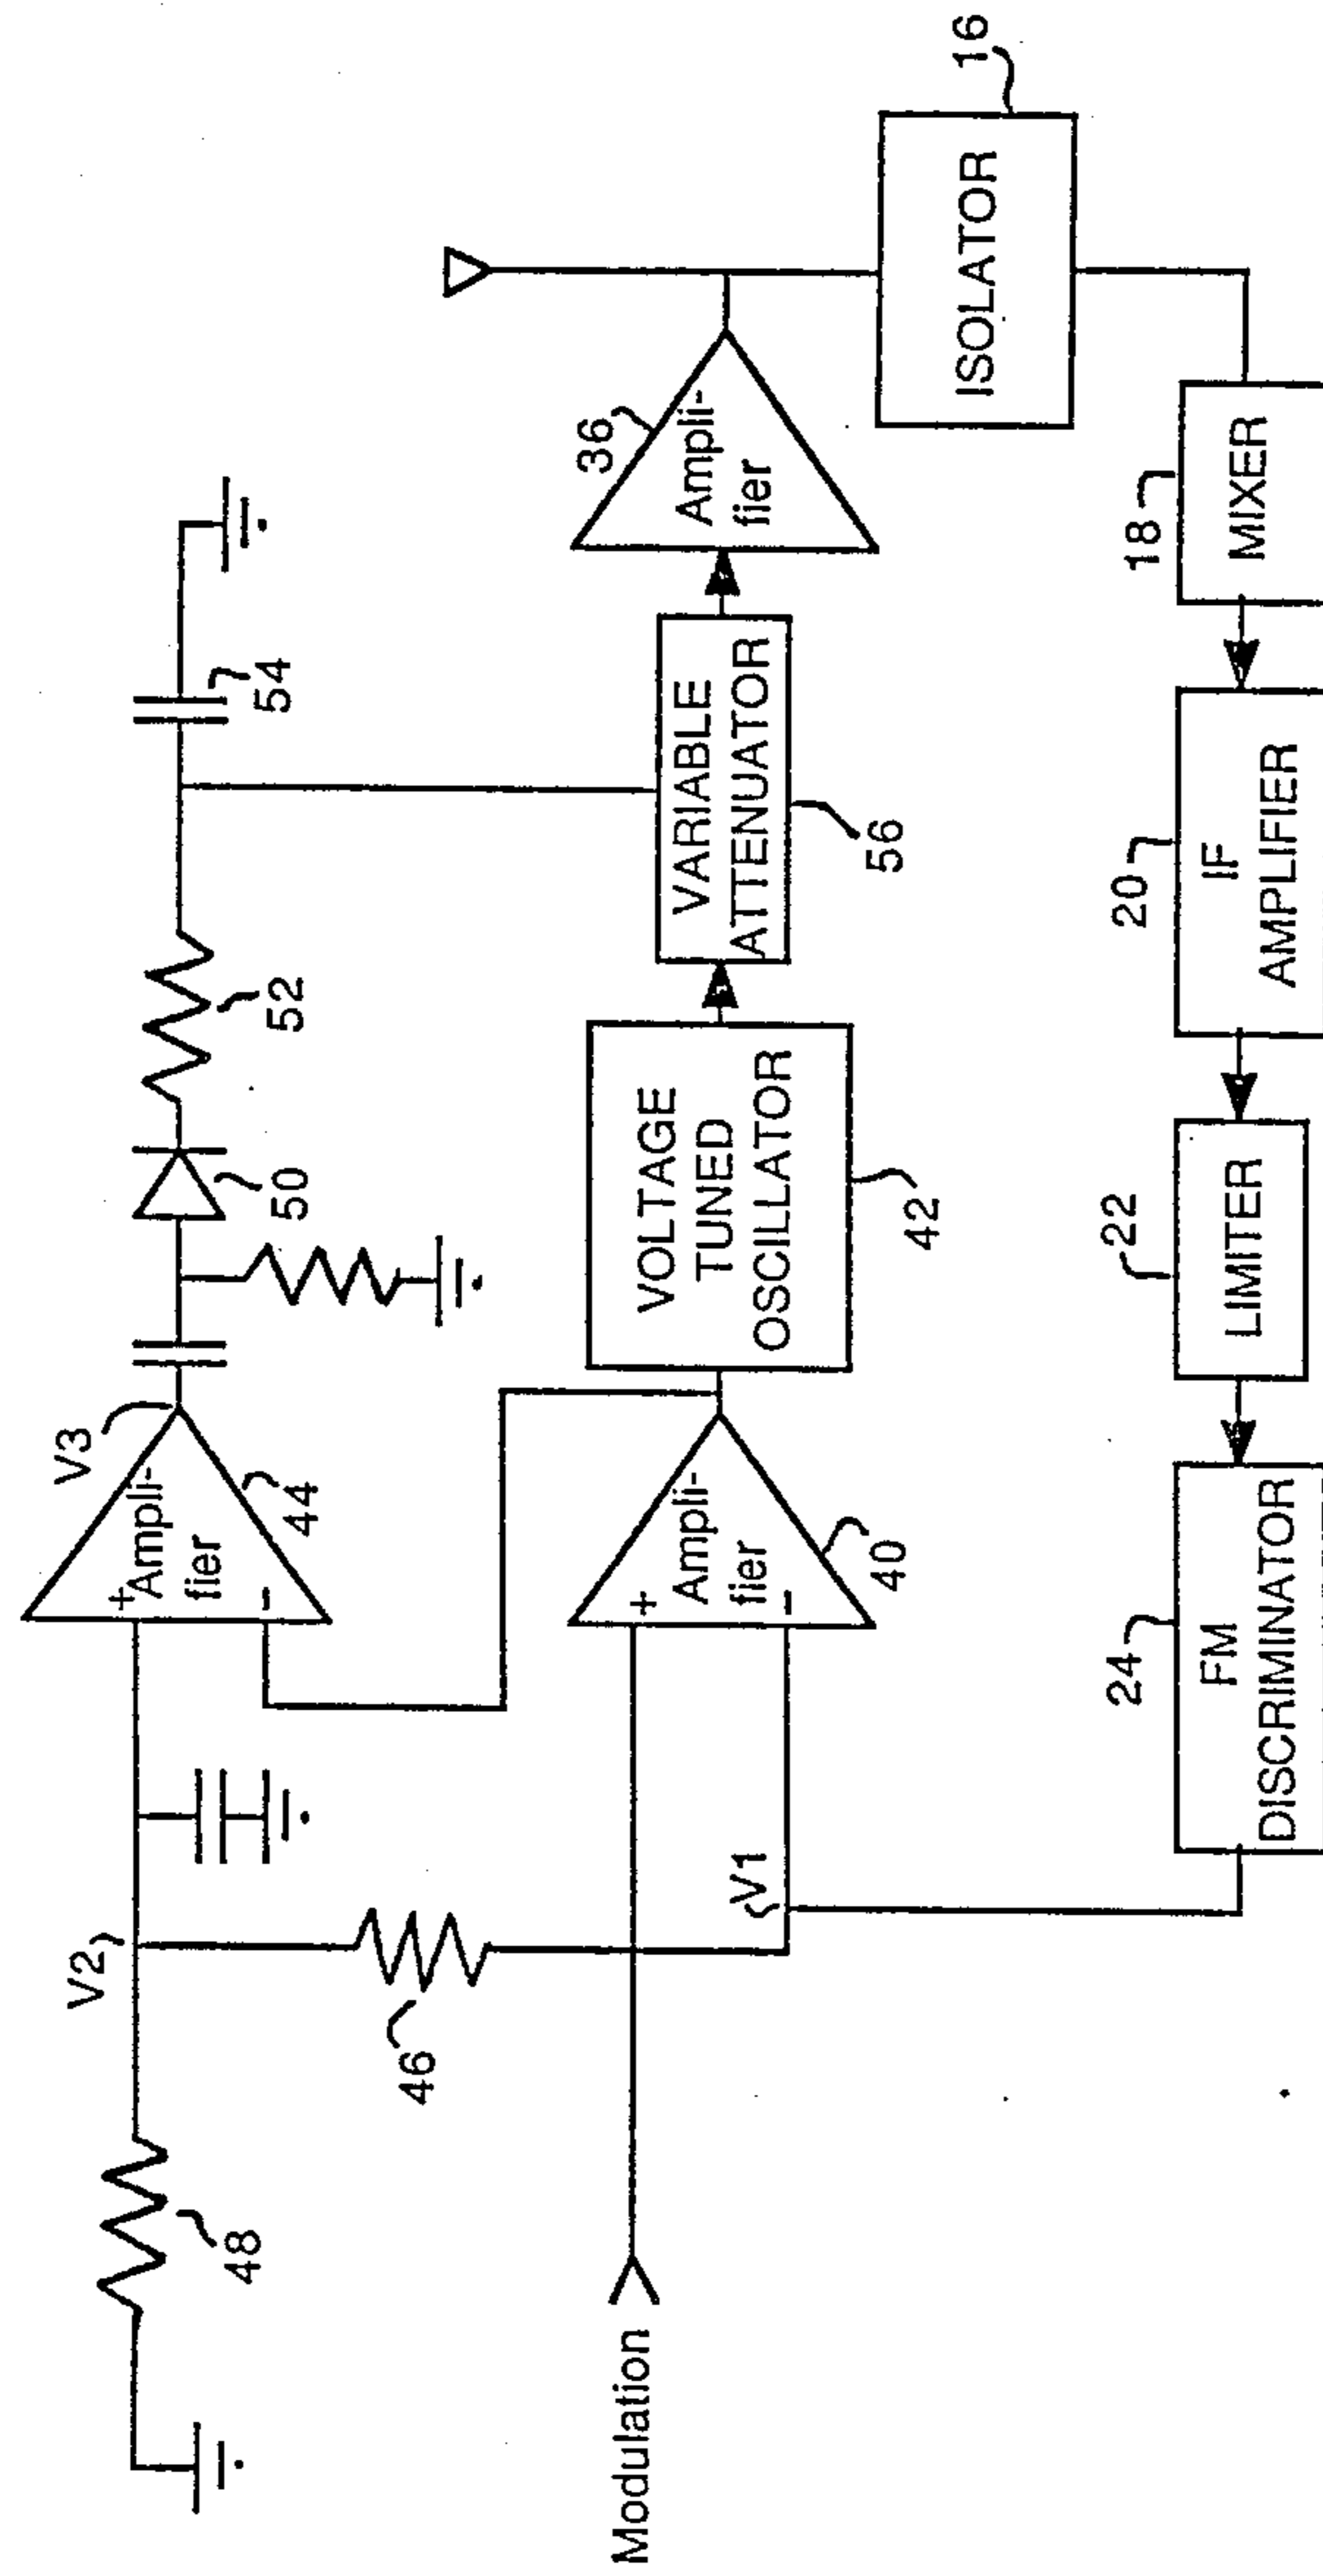 V3
+
Ampli-
fier
-
44
50
52
54
V2
48
46
Modulation
V1
+
Ampli-
fier
-
40
VOLTAGE
TUNED
OSCILLATOR
42
VARIABLE
ATTENUATOR
56
36
Ampli-
fier
ISOLATOR
16
24
FM
DISCRIMINATOR
22
LIMITER
20
IF
AMPLIFIER
18
MIXER